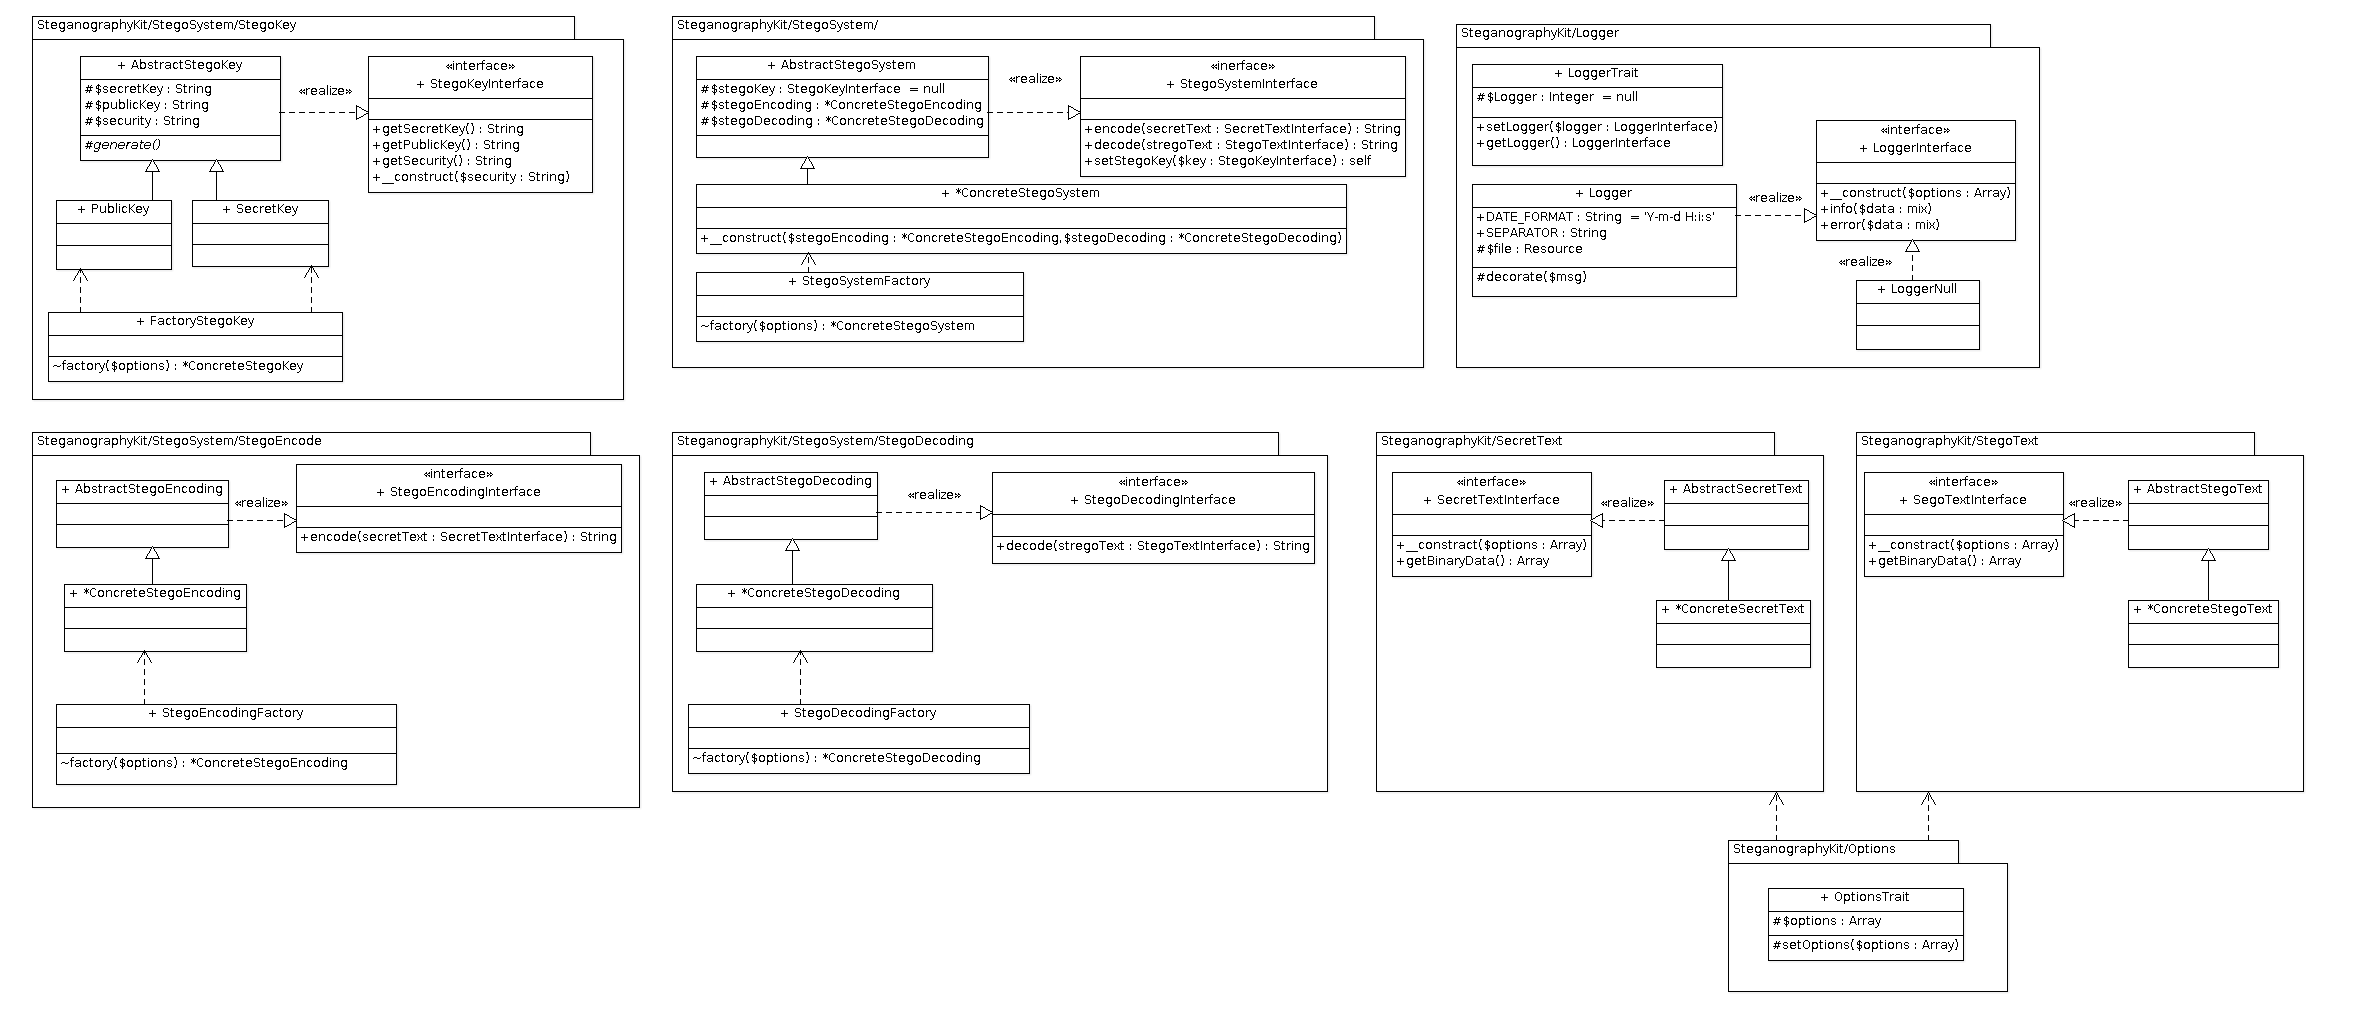 SteganographyKit/StegoSystem/StegoKey
+ AbstractStegoKey
#$secretKey : String
#$publicKey : String
#$security : String
#generate()
«realize»
«interface»
+ StegoKeyInterface
+getSecretKey() : String
+getPublicKey() : String
+getSecurity() : String
+__construct($security : String)
+ PublicKey
+ SecretKey
+ FactoryStegoKey
~factory($options) : *ConcreteStegoKey
SteganographyKit/StegoSystem/
+ AbstractStegoSystem
#$stegoKey : StegoKeyInterface = null
#$stegoEncoding : *ConcreteStegoEncoding
#$stegoDecoding : *ConcreteStegoDecoding
«realize»
«inerface»
+ StegoSystemInterface
+encode(secretText : SecretTextInterface) : String
+decode(stregoText : StegoTextInterface) : String
+setStegoKey($key : StegoKeyInterface) : self
+ *ConcreteStegoSystem
+__construct($stegoEncoding : *ConcreteStegoEncoding,$stegoDecoding : *ConcreteStegoDecoding)
+ StegoSystemFactory
~factory($options) : *ConcreteStegoSystem
SteganographyKit/Logger
+ LoggerTrait
#$Logger : Integer = null
+setLogger($logger : LoggerInterface)
+getLogger() : LoggerInterface
«interface»
+ LoggerInterface
+__construct($options : Array)
+info($data : mix)
+error($data : mix)
+ Logger
+DATE_FORMAT : String = 'Y-m-d H:i:s'
+SEPARATOR : String
#$file : Resource
#decorate($msg)
«realize»
«realize»
+ LoggerNull
SteganographyKit/StegoSystem/StegoEncode
+ AbstractStegoEncoding
«realize»
«interface»
+ StegoEncodingInterface
+encode(secretText : SecretTextInterface) : String
+ *ConcreteStegoEncoding
+ StegoEncodingFactory
~factory($options) : *ConcreteStegoEncoding
SteganographyKit/StegoSystem/StegoDecoding
+ AbstractStegoDecoding
«realize»
«interface»
+ StegoDecodingInterface
+decode(stregoText : StegoTextInterface) : String
+ *ConcreteStegoDecoding
+ StegoDecodingFactory
~factory($options) : *ConcreteStegoDecoding
SteganographyKit/SecretText
«interface»
+ SecretTextInterface
+__constract($options : Array)
+getBinaryData() : Array
«realize»
+ AbstractSecretText
+ *ConcreteSecretText
SteganographyKit/StegoText
«interface»
+ SegoTextInterface
+__constract($options : Array)
+getBinaryData() : Array
«realize»
+ AbstractStegoText
+ *ConcreteStegoText
SteganographyKit/Options
+ OptionsTrait
#$options : Array
#setOptions($options : Array)